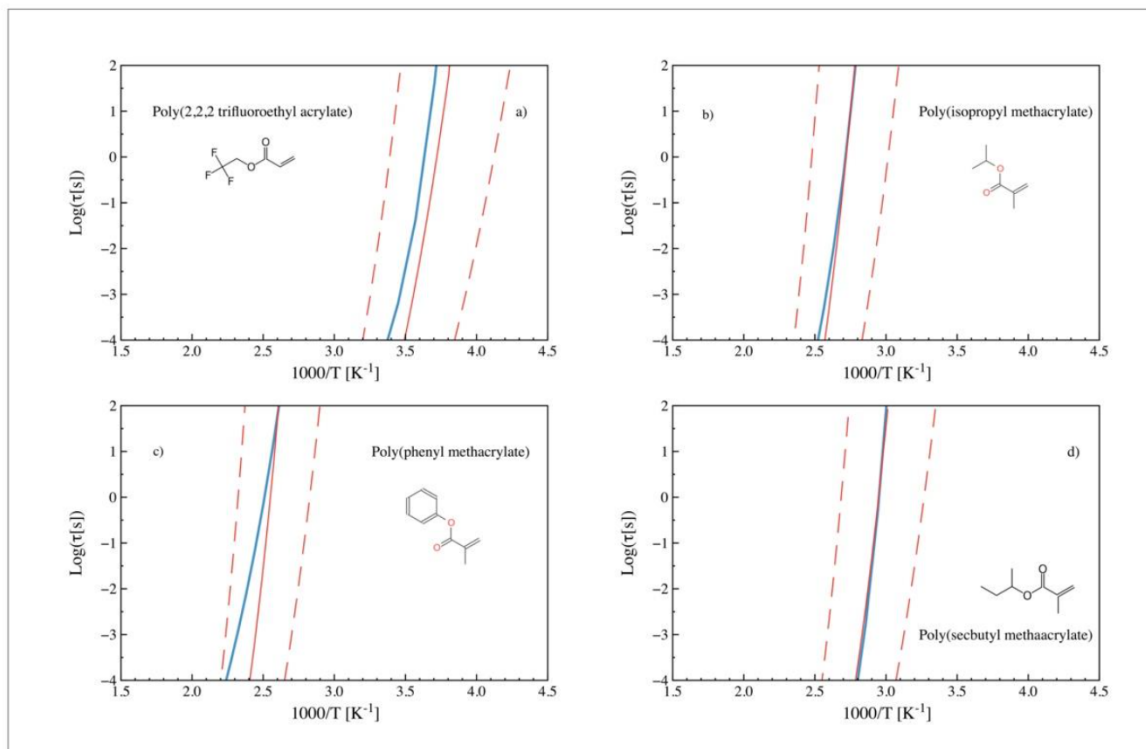 2
1
0
−1
−2
−3
−4
Log(τ[s])
Poly(2,2,2 trifluoroethyl acrylate)
a)
O
F
O
F
F
1.5 2.0 2.5 3.0 3.5 4.0 4.5
1000/T [K⁻¹]
2
1
0
−1
−2
−3
−4
Log(τ[s])
b)
Poly(isopropyl methacrylate)
O
O
1.5 2.0 2.5 3.0 3.5 4.0 4.5
1000/T [K⁻¹]
2
1
0
−1
−2
−3
−4
Log(τ[s])
c)
Poly(phenyl methacrylate)
O
O
1.5 2.0 2.5 3.0 3.5 4.0 4.5
1000/T [K⁻¹]
2
1
0
−1
−2
−3
−4
Log(τ[s])
d)
O
O
Poly(secbutyl methaacrylate)
1.5 2.0 2.5 3.0 3.5 4.0 4.5
1000/T [K⁻¹]